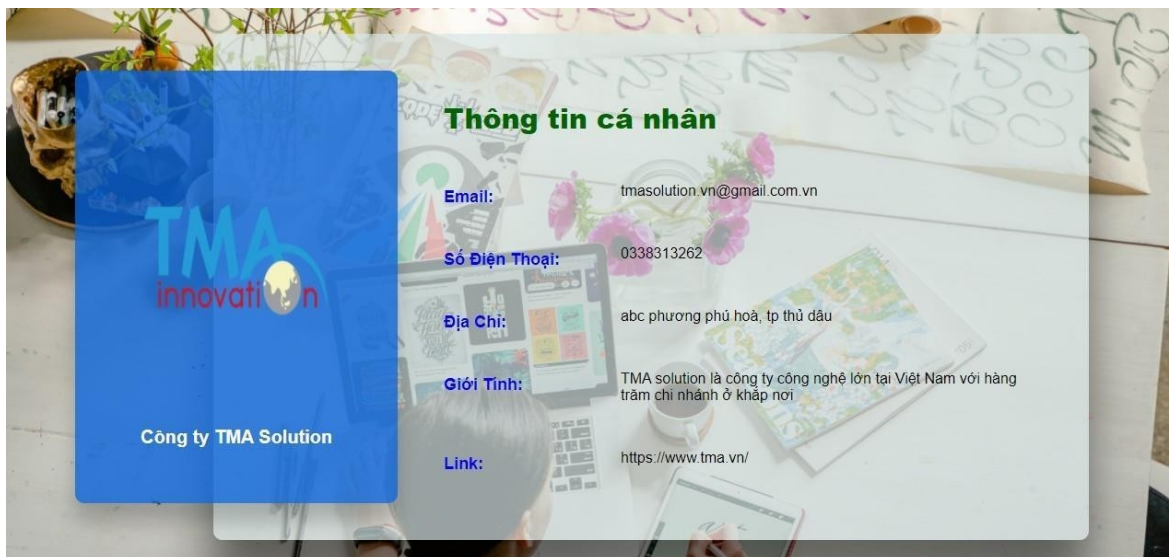 TMA
innovation
Công ty TMA Solution
Thông tin cá nhân
Email:
tmasolution.vn@gmail.com.vn
Số Điện Thoại:
0338313262
Địa Chỉ:
abc phương phú hoà, tp thủ dâu
Giới Tính:
TMA solution là công ty công nghệ lớn tại Việt Nam với hàng
trăm chi nhánh ở khắp nơi
Link:
https://www.tma.vn/